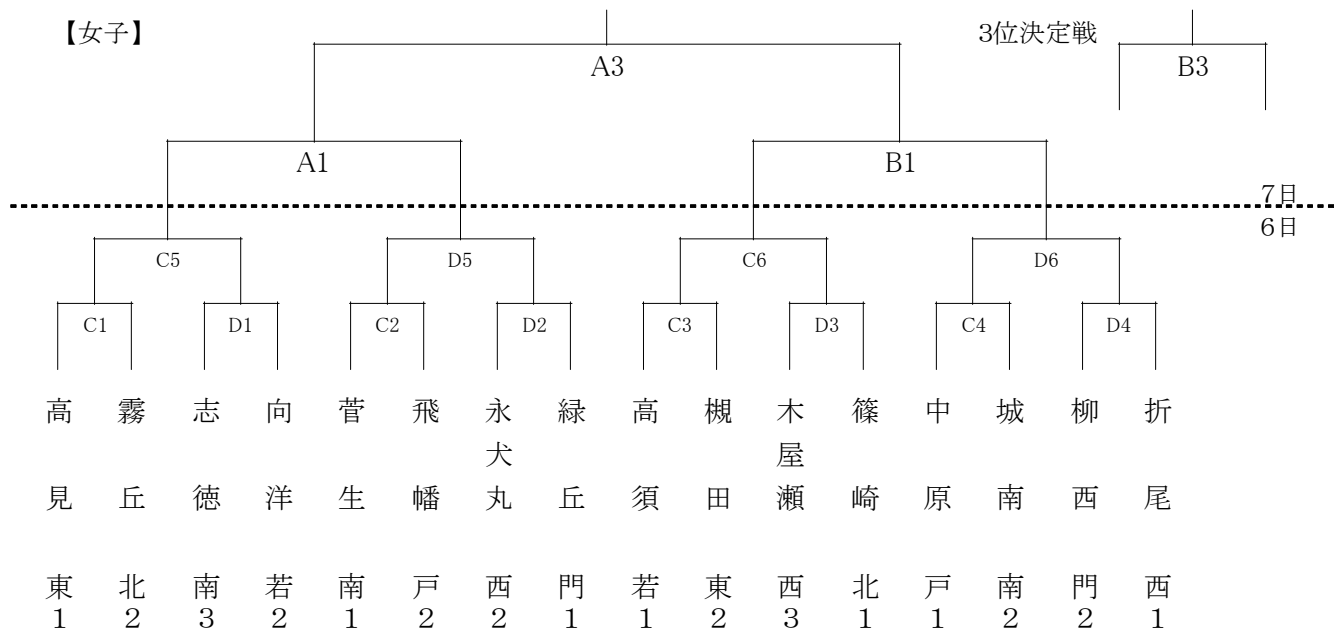 【女子】
3位決定戦
A3
B3
A1
B1
7日
6日
C5
D5
C6
D6
C1
D1
C2
D2
C3
D3
C4
D4
高見
霧丘
志徳
向洋
菅生
飛幡
永犬丸
緑丘
高須
槻田
木屋瀬
篠崎
中原
城南
柳西
折尾
東1
北2
南3
若2
南1
戸2
西2
門1
若1
東2
西3
北1
戸1
南2
門2
西1